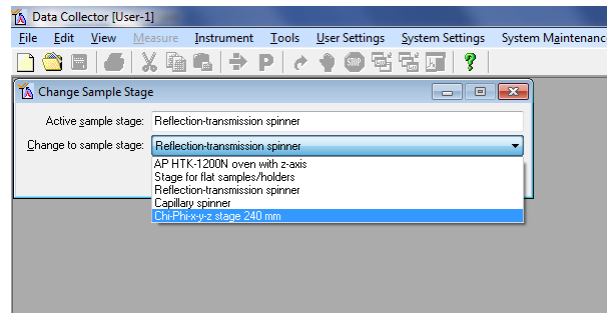 Data Collector [User-1]
File Edit View Measure Instrument Tools User Settings System Settings System Maintenanc
STOP
Change Sample Stage
Active sample stage: Reflection-transmission spinner
Change to sample stage: Reflection-transmission spinner
AP HTK-1200N oven with z-axis
Stage for flat samples/holders
Reflection-transmission spinner
Capillary spinner
Chi-Phi-x-y-z stage 240 mm